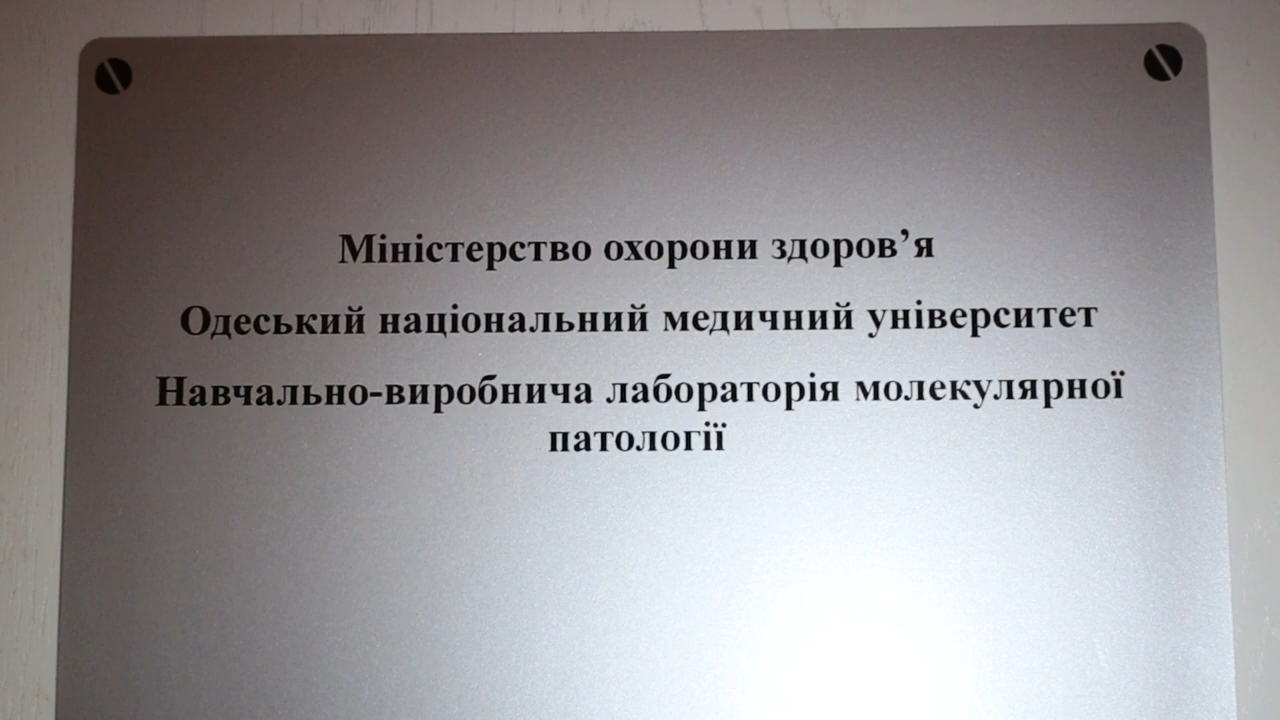 Міністерство охорони здоров’я
Одеський національний медичний університет
Навчально-виробнича лабораторія молекулярної
патології